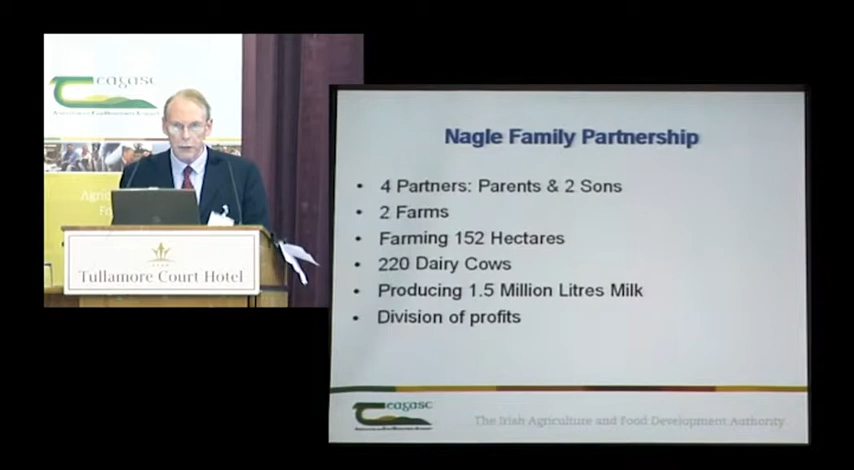 Teagasc
Tullamore Court Hotel
Nagle Family Partnership
• 4 Partners: Parents & 2 Sons
• 2 Farms
• Farming 152 Hectares
• 220 Dairy Cows
• Producing 1.5 Million Litres Milk
• Division of profits
Teagasc
The Irish Agriculture and Food Development Authority